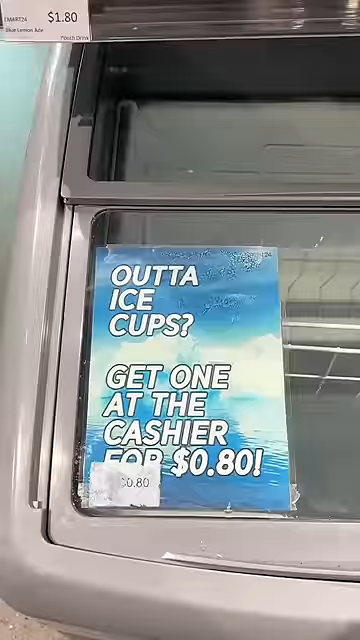 EMART24
$1.80
Blue Lemon Ade
Pouch Drink
OUTTA
ICE
CUPS?
GET ONE
AT THE
CASHIER
FOR $0.80!
$0.80